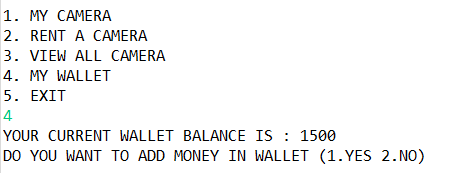 1. MY CAMERA
2. RENT A CAMERA
3. VIEW ALL CAMERA
4. MY WALLET
5. EXIT
4
YOUR CURRENT WALLET BALANCE IS : 1500
DO YOU WANT TO ADD MONEY IN WALLET (1.YES 2.NO)